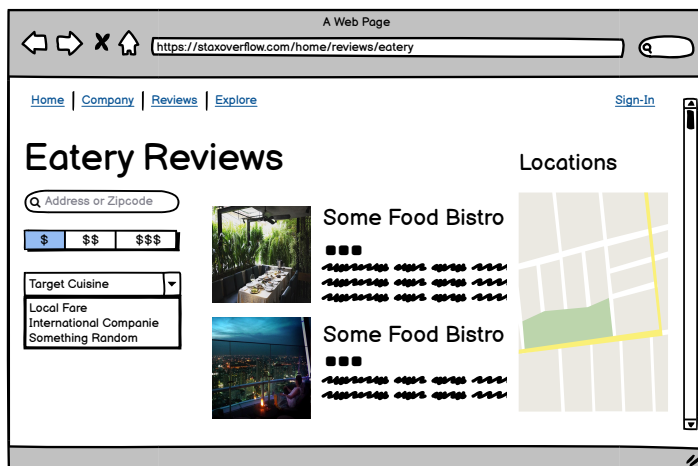 A Web Page
https://staxoverflow.com/home/reviews/eatery
Home Company Reviews Explore Sign-In
Eatery Reviews
Locations
Address or Zipcode
$ $$ $$$
Target Cuisine
Local Fare
International Companie
Something Random
Some Food Bistro
Some Food Bistro